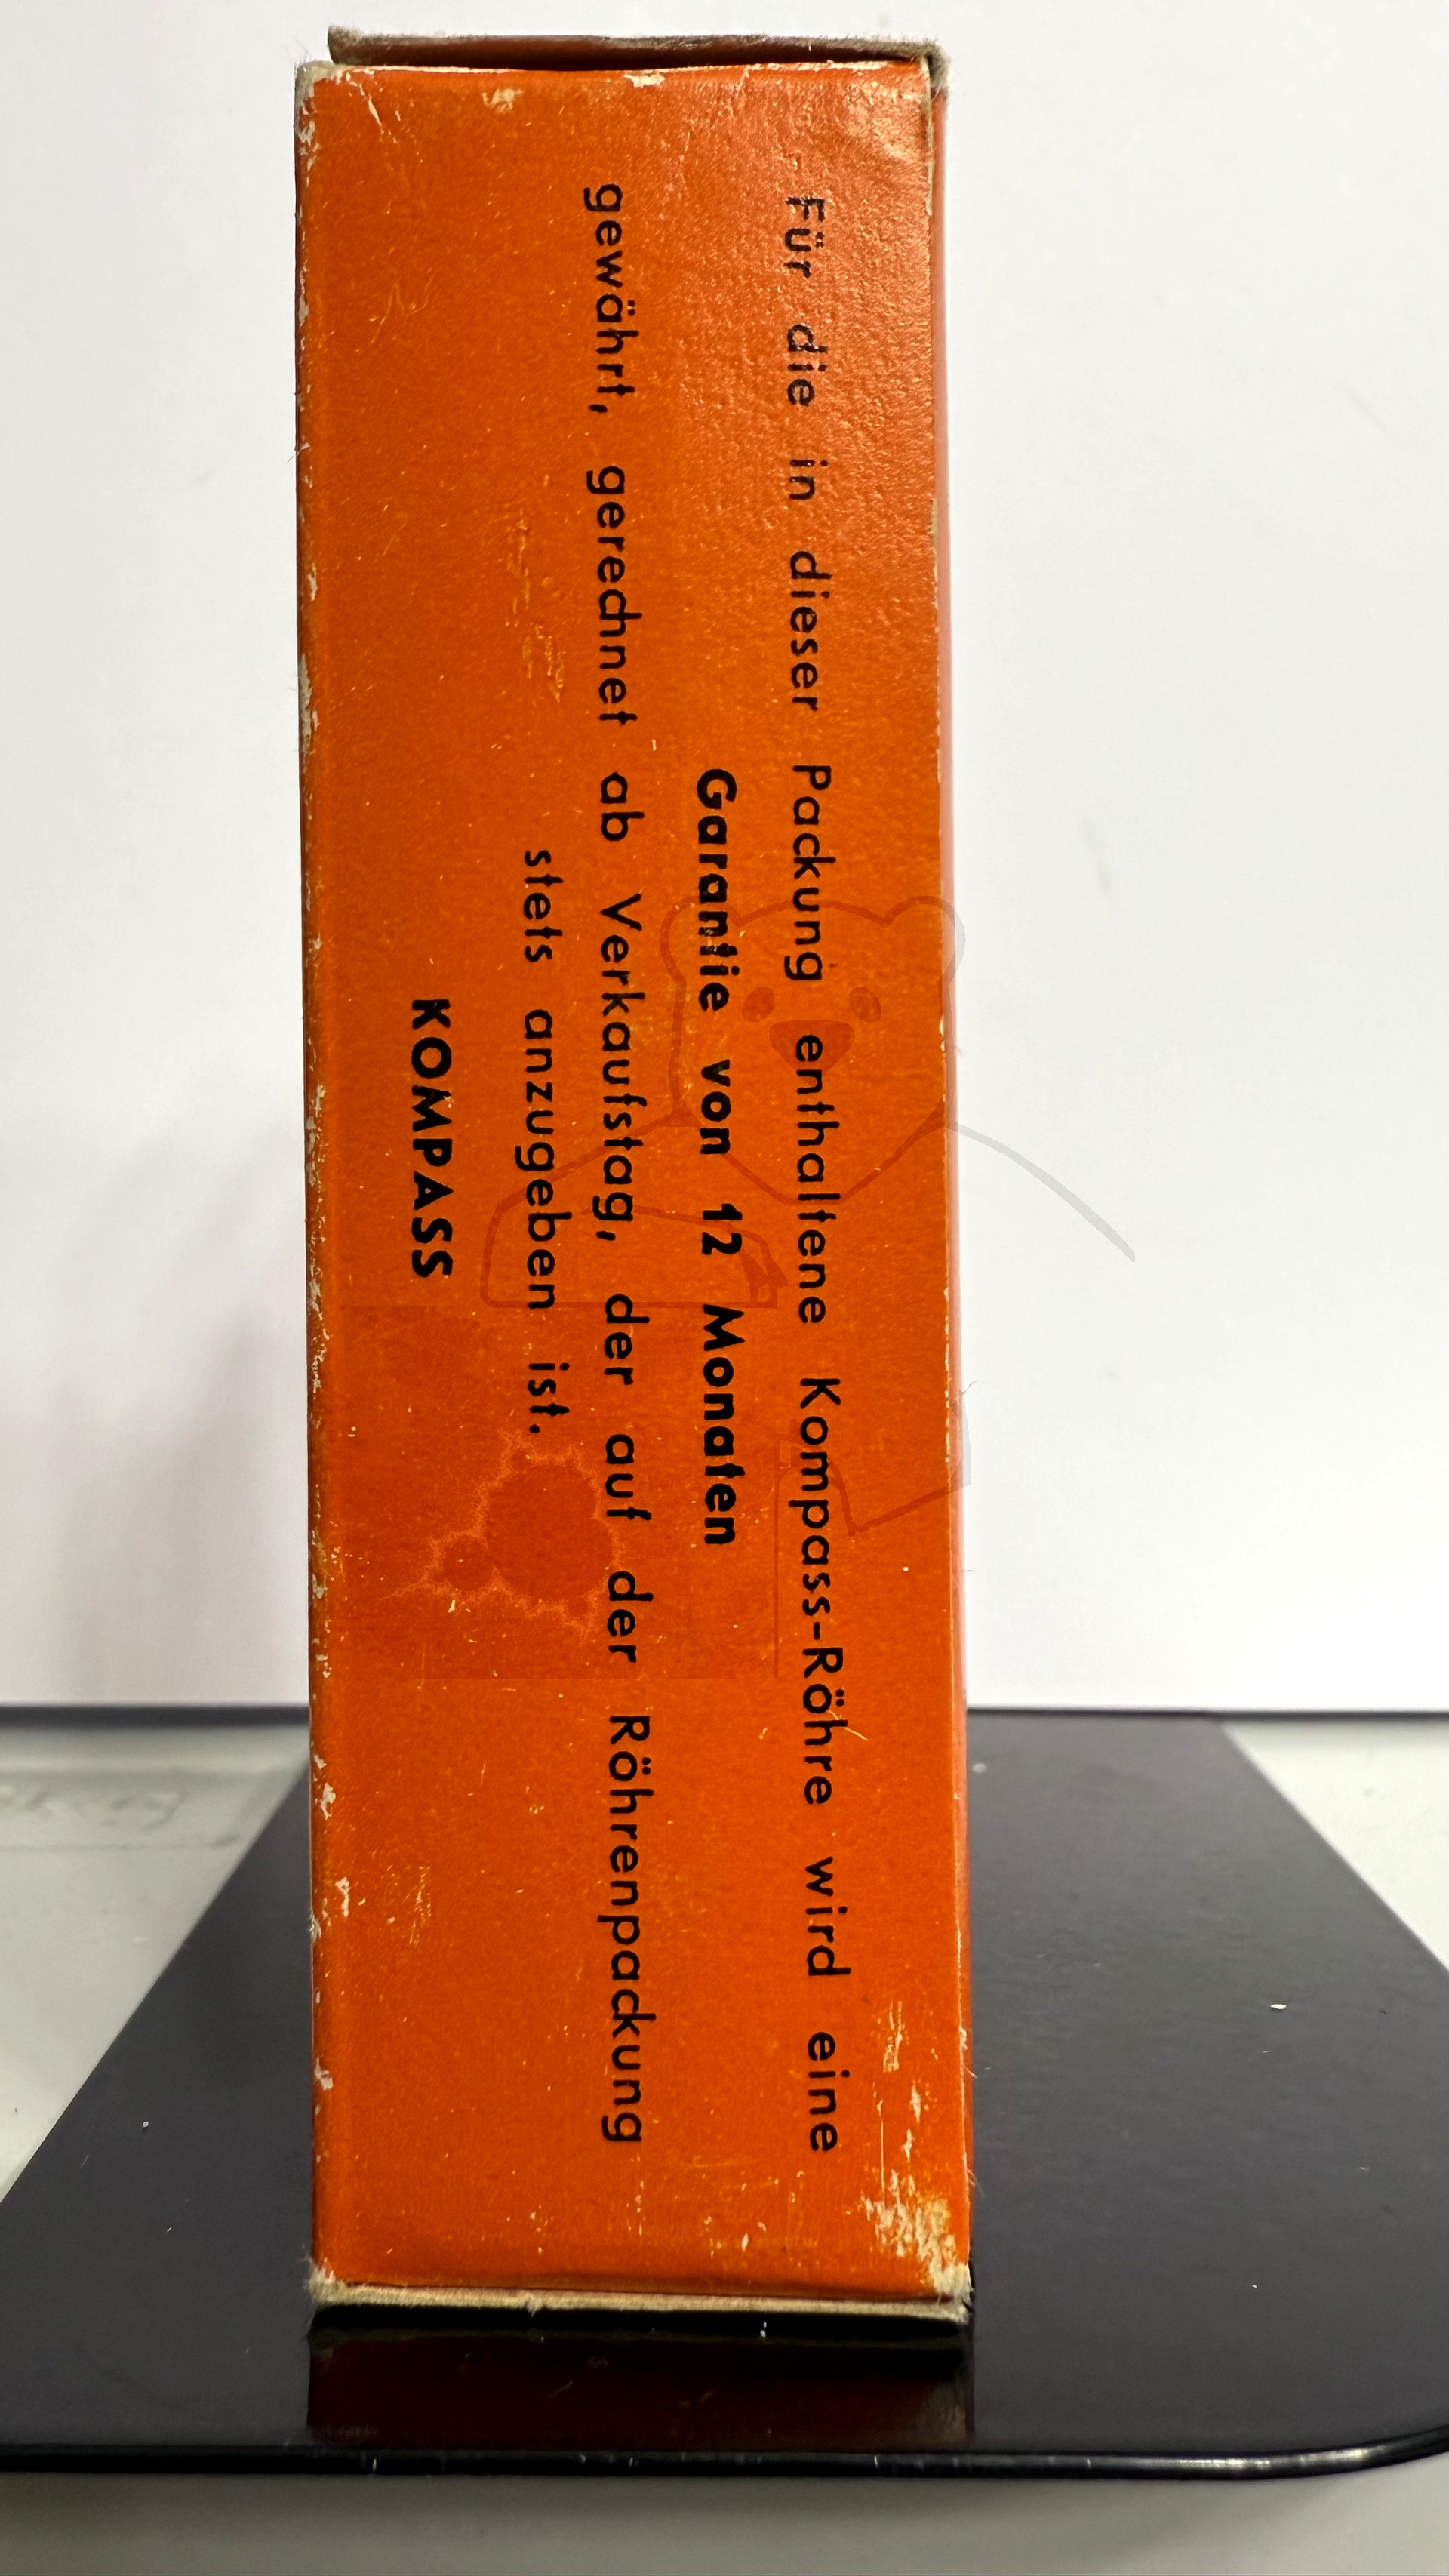 Für die in dieser Packung enthaltene Kompass-Röhre wird eine
Garantie von 12 Monaten
gewährt, gerechnet ab Verkaufstag, der auf der Röhrenpackung
stets anzugeben ist.
KOMPASS